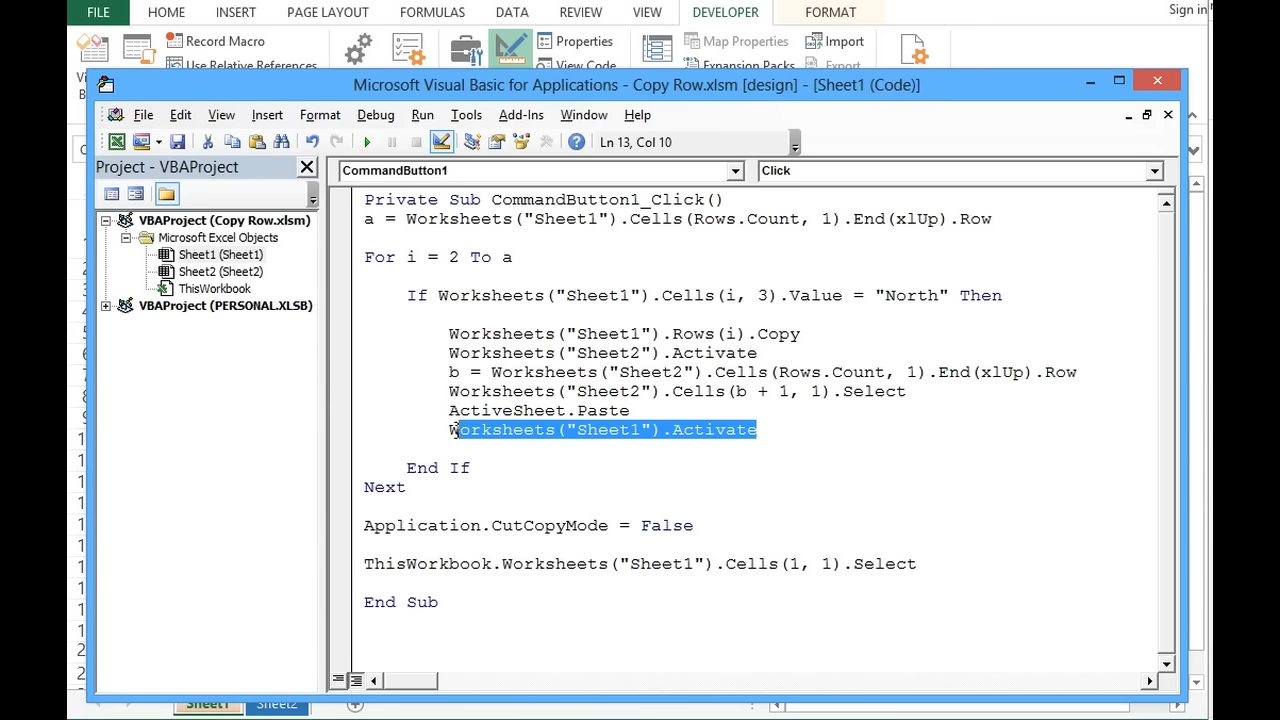 FILE HOME INSERT PAGE LAYOUT FORMULAS DATA REVIEW VIEW DEVELOPER FORMAT Sign in
Record Macro Properties Map Properties Import
Use Relative References View Code Expansion Packs Export
Microsoft Visual Basic for Applications - Copy Row.xlsm [design] - [Sheet1 (Code)]
File Edit View Insert Format Debug Run Tools Add-Ins Window Help
Ln 13, Col 10
Project - VBAProject
CommandButton1 Click
VBAProject (Copy Row.xlsm)
Microsoft Excel Objects
Sheet1 (Sheet1)
Sheet2 (Sheet2)
ThisWorkbook
VBAProject (PERSONAL.XLSB)
Private Sub CommandButton1_Click()
a = Worksheets("Sheet1").Cells(Rows.Count, 1).End(xlUp).Row
For i = 2 To a
If Worksheets("Sheet1").Cells(i, 3).Value = "North" Then
Worksheets("Sheet1").Rows(i).Copy
Worksheets("Sheet2").Activate
b = Worksheets("Sheet2").Cells(Rows.Count, 1).End(xlUp).Row
Worksheets("Sheet2").Cells(b + 1, 1).Select
ActiveSheet.Paste
Worksheets("Sheet1").Activate
End If
Next
Application.CutCopyMode = False
ThisWorkbook.Worksheets("Sheet1").Cells(1, 1).Select
End Sub
Sheet1 Sheet2